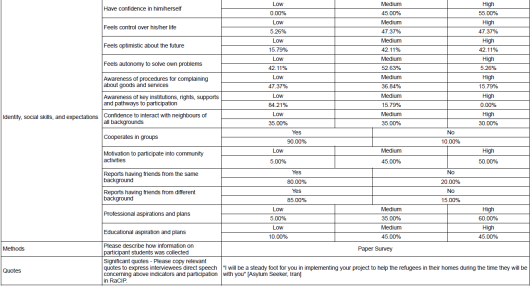 Low Medium High
Have confidence in him/herself
0.00% 45.00% 55.00%
Low Medium High
Feels control over his/her life
5.26% 47.37% 47.37%
Low Medium High
Feels optimistic about the future
15.79% 42.11% 42.11%
Low Medium High
Feels autonomy to solve own problems
42.11% 52.63% 5.26%
Awareness of procedures for complaining
about goods and services
Low Medium High
47.37% 36.84% 15.79%
Awareness of key institutions, rights, supports
and pathways to participation
Low Medium High
84.21% 15.79% 0.00%
Identify, social skills, and expectations
Confidence to interact with neighbours of
all backgrounds
Low Medium High
35.00% 35.00% 30.00%
Cooperates in groups
Yes No
90.00% 10.00%
Motivation to participate into community
activities
Low Medium High
5.00% 45.00% 50.00%
Reports having friends from the same
background
Yes No
80.00% 20.00%
Reports having friends from different
background
Yes No
85.00% 15.00%
Professional aspirations and plans
Low Medium High
5.00% 35.00% 60.00%
Educational aspiration and plans
Low Medium High
10.00% 45.00% 45.00%
Methods
Please describe how information on
participant students was collected
Paper Survey
Quotes
Significant quotes - Please copy relevant
quotes to express interviewees direct speech
concerning above indicators and participation
in RaCIP.
"I will be a steady foot for you in implementing your project to help the refugees in their homes during the time they will be
with you" [Asylum Seeker, Iran]